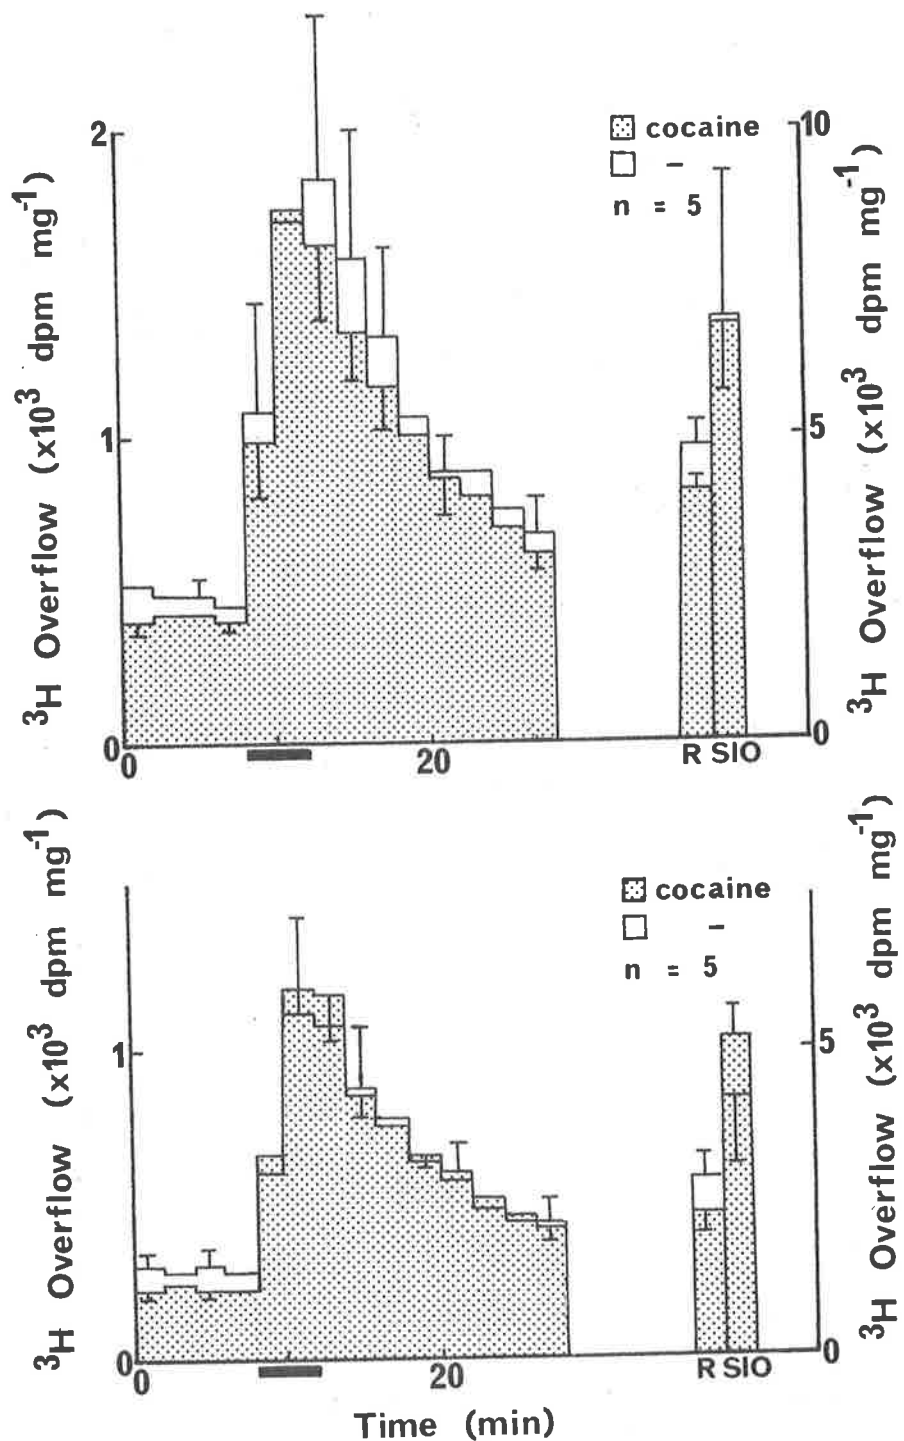 ³H Overflow (x10³ dpm mg⁻¹)
2
1
0
cocaine
–
n = 5
10
5
0
³H Overflow (x10³ dpm mg⁻¹)
0
20
R SIO
³H Overflow (x10³ dpm mg⁻¹)
1
0
cocaine
–
n = 5
5
0
³H Overflow (x10³ dpm mg⁻¹)
0
20
R SIO
Time (min)